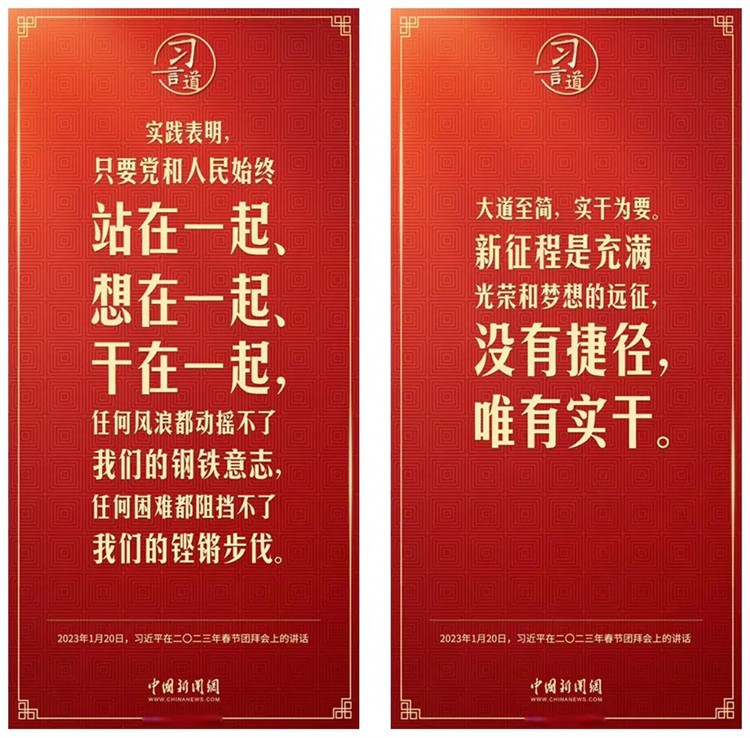 习
言道
实践表明，
只要党和人民始终
站在一起、
想在一起、
干在一起，
任何风浪都动摇不了
我们的钢铁意志，
任何困难都阻挡不了
我们的铿锵步伐。
2023年1月20日，习近平在二〇二三年春节团拜会上的讲话
中国新闻網
WWW.CHINANEWS.COM
习
言道
大道至简，实干为要。
新征程是充满
光荣和梦想的远征，
没有捷径，
唯有实干。
2023年1月20日，习近平在二〇二三年春节团拜会上的讲话
中国新闻網
WWW.CHINANEWS.COM